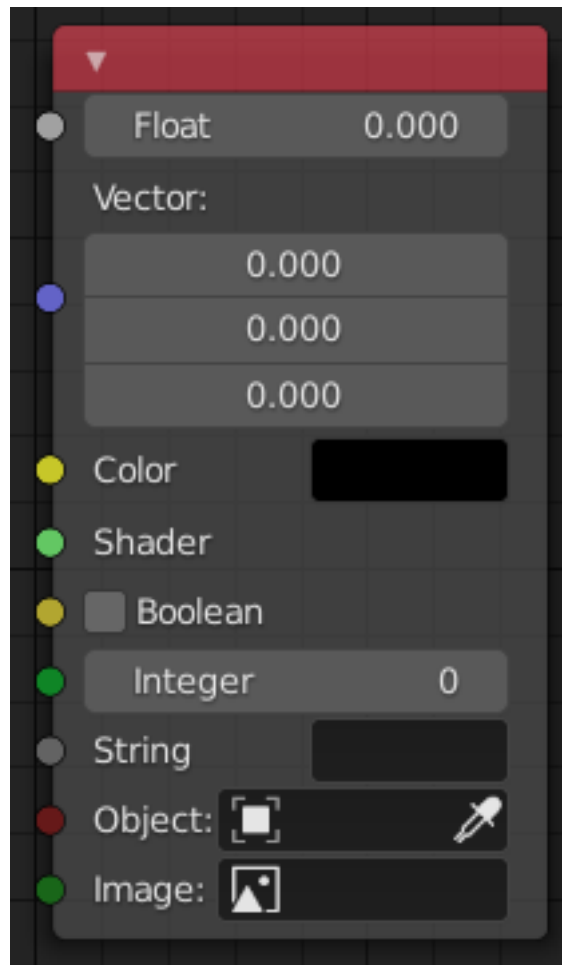 Float 0.000
Vector:
0.000
0.000
0.000
Color
Shader
Boolean
Integer 0
String
Object:
Image: